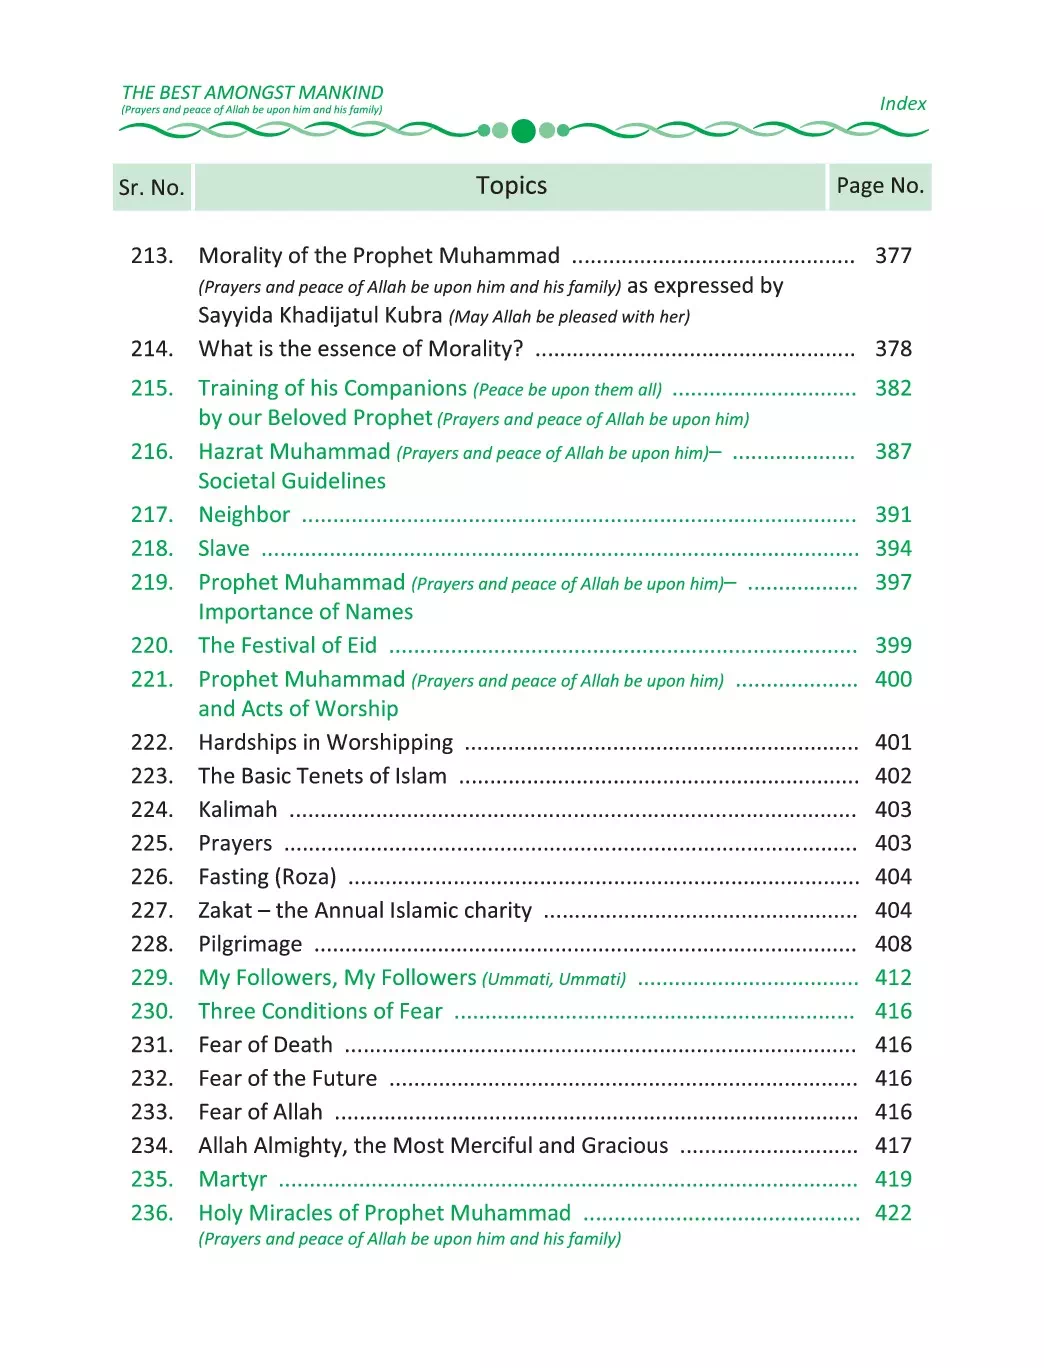 THE BEST AMONGST MANKIND
(Prayers and peace of Allah be upon him and his family)
Index
Sr. No. Topics Page No.
213. Morality of the Prophet Muhammad .............................................. 377
(Prayers and peace of Allah be upon him and his family) as expressed by
Sayyida Khadijatul Kubra (May Allah be pleased with her)
214. What is the essence of Morality? .................................................... 378
215. Training of his Companions (Peace be upon them all) .............................. 382
by our Beloved Prophet (Prayers and peace of Allah be upon him)
216. Hazrat Muhammad (Prayers and peace of Allah be upon him)– .................... 387
Societal Guidelines
217. Neighbor .......................................................................................... 391
218. Slave ................................................................................................. 394
219. Prophet Muhammad (Prayers and peace of Allah be upon him)– .................. 397
Importance of Names
220. The Festival of Eid ............................................................................ 399
221. Prophet Muhammad (Prayers and peace of Allah be upon him) .................... 400
and Acts of Worship
222. Hardships in Worshipping ................................................................ 401
223. The Basic Tenets of Islam ................................................................. 402
224. Kalimah ............................................................................................ 403
225. Prayers ............................................................................................. 403
226. Fasting (Roza) ................................................................................... 404
227. Zakat – the Annual Islamic charity ................................................... 404
228. Pilgrimage ........................................................................................ 408
229. My Followers, My Followers (Ummati, Ummati) .................................... 412
230. Three Conditions of Fear ................................................................. 416
231. Fear of Death ................................................................................... 416
232. Fear of the Future ............................................................................ 416
233. Fear of Allah ..................................................................................... 416
234. Allah Almighty, the Most Merciful and Gracious ............................. 417
235. Martyr .............................................................................................. 419
236. Holy Miracles of Prophet Muhammad ............................................. 422
(Prayers and peace of Allah be upon him and his family)